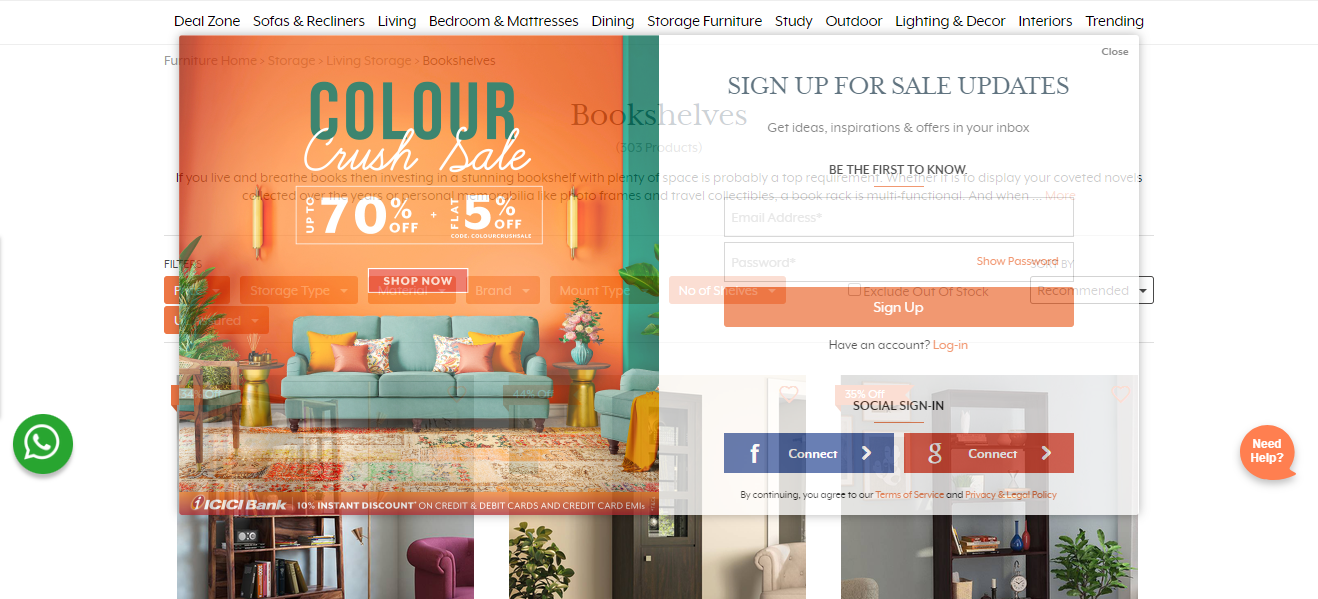 Deal Zone Sofas & Recliners Living Bedroom & Mattresses Dining Storage Furniture Study Outdoor Lighting & Decor Interiors Trending
Furniture Home > Storage > Living Storage > Bookshelves
Bookshelves
(303 Products)
If you live and breathe books then investing in a stunning bookshelf with plenty of space is probably a top requirement. Whether it is to display your coveted novels
collected over the years or personal memorabilia like photo frames and travel collectibles, a book rack is multi-functional. And when ... More
FILTERS
SORT BY
Storage Type
Material
Brand
Mount Type
No of Shelves
Exclude Out Of Stock
Recommended
COLOUR
Crush Sale
UP TO 70% OFF + FLAT 5% OFF
CODE. COLOURCRUSHSALE
SHOP NOW
ICICI Bank 10% INSTANT DISCOUNT* ON CREDIT & DEBIT CARDS AND CREDIT CARD EMIs
Close
SIGN UP FOR SALE UPDATES
Get ideas, inspirations & offers in your inbox
BE THE FIRST TO KNOW
Email Address*
Password*
Show Password
Sign Up
Have an account? Log-in
SOCIAL SIGN-IN
f Connect
g Connect
By continuing, you agree to our Terms of Service and Privacy & Legal Policy
44% Off
35% Off
Need
Help?